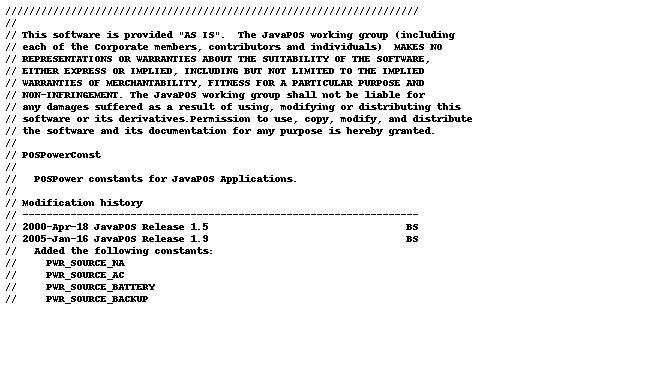 //////////////////////////////////////////////////////////////////////
//
// This software is provided "AS IS".  The JavaPOS working group (including
// each of the Corporate members, contributors and individuals)  MAKES NO
// REPRESENTATIONS OR WARRANTIES ABOUT THE SUITABILITY OF THE SOFTWARE,
// EITHER EXPRESS OR IMPLIED, INCLUDING BUT NOT LIMITED TO THE IMPLIED
// WARRANTIES OF MERCHANTABILITY, FITNESS FOR A PARTICULAR PURPOSE AND
// NON-INFRINGEMENT. The JavaPOS working group shall not be liable for
// any damages suffered as a result of using, modifying or distributing this
// software or its derivatives.Permission to use, copy, modify, and distribute
// the software and its documentation for any purpose is hereby granted.
//
// POSPowerConst
//
//   POSPower constants for JavaPOS Applications.
//
// Modification history
// ------------------------------------------------------------------
// 2000-Apr-18 JavaPOS Release 1.5                                 BS
// 2005-Jan-16 JavaPOS Release 1.9                                 BS
//   Added the following constants:
//     PWR_SOURCE_NA
//     PWR_SOURCE_AC
//     PWR_SOURCE_BATTERY
//     PWR_SOURCE_BACKUP